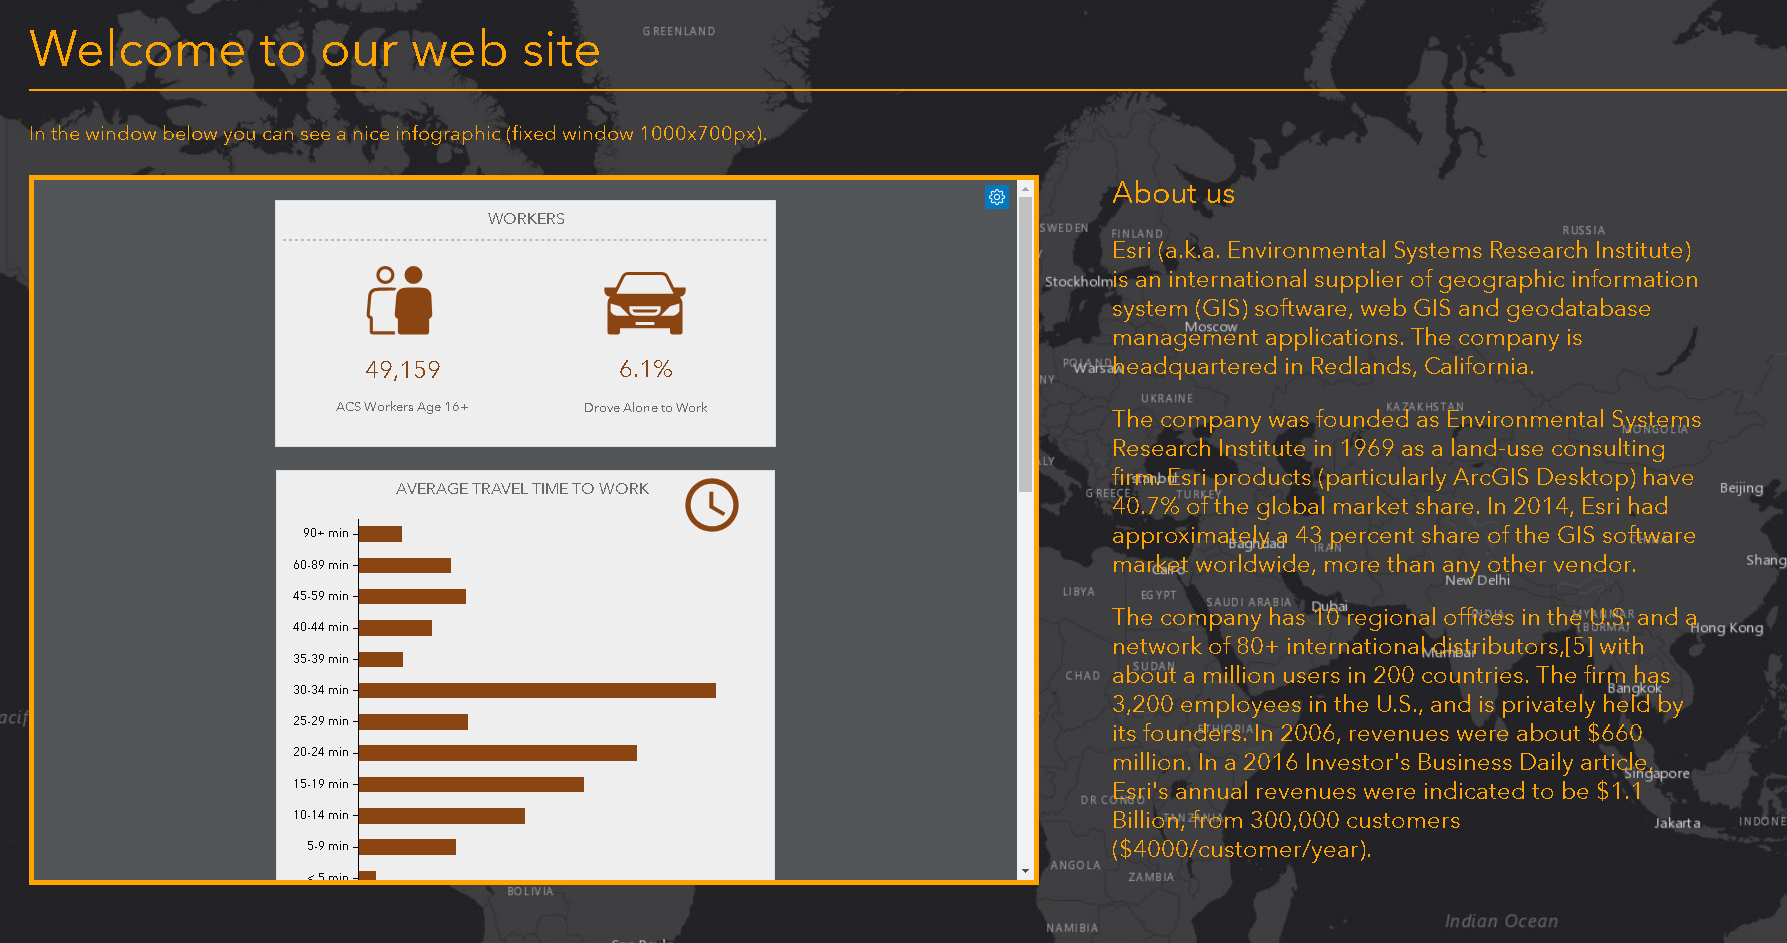 Welcome to our web site
In the window below you can see a nice infographic (fixed window 1000x700px).
WORKERS
49,159
6.1%
ACS Workers Age 16+
Drove Alone to Work
AVERAGE TRAVEL TIME TO WORK
90+ min
60-89 min
45-59 min
40-44 min
35-39 min
30-34 min
25-29 min
20-24 min
15-19 min
10-14 min
5-9 min
< 5 min
About us
Esri (a.k.a. Environmental Systems Research Institute)
is an international supplier of geographic information
system (GIS) software, web GIS and geodatabase
management applications. The company is
headquartered in Redlands, California.
The company was founded as Environmental Systems
Research Institute in 1969 as a land-use consulting
firm. Esri products (particularly ArcGIS Desktop) have
40.7% of the global market share. In 2014, Esri had
approximately a 43 percent share of the GIS software
market worldwide, more than any other vendor.
The company has 10 regional offices in the U.S. and a
network of 80+ international distributors,[5] with
about a million users in 200 countries. The firm has
3,200 employees in the U.S., and is privately held by
its founders. In 2006, revenues were about $660
million. In a 2016 Investor's Business Daily article,
Esri's annual revenues were indicated to be $1.1
Billion, from 300,000 customers
($4000/customer/year).
GREENLAND
SWEDEN
FINLAND
RUSSIA
Stockholm
Moscow
POLAND
Warsaw
UKRAINE
KAZAKHSTAN
MONGOLIA
Istanbul
GREECE
TURKEY
Beijing
Baghdad
IRAN
Cairo
New Delhi
LIBYA
EGYPT
SAUDI ARABIA
Dubai
INDIA
MYANMAR
(BURMA)
Hong Kong
Mumbai
CHAD
SUDAN
Bangkok
ETHIOPIA
Singapore
DR CONGO
TANZANIA
Jakarta
ANGOLA
ZAMBIA
BOLIVIA
NAMIBIA
Indian Ocean